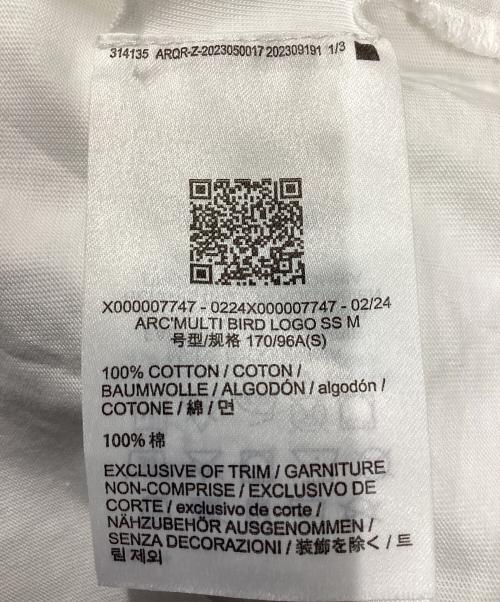 314135 ARQR-Z-2023050017 202309191 1/3
X000007747 - 0224X000007747 - 02/24
ARC'MULTI BIRD LOGO SS M
号型/规格 170/96A(S)
100% COTTON / COTON /
BAUMWOLLE / ALGODÓN / algodón /
COTONE / 綿 / 면
100% 棉
EXCLUSIVE OF TRIM / GARNITURE
NON-COMPRISE / EXCLUSIVO DE
CORTE / exclusivo de corte /
NÄHZUBEHÖR AUSGENOMMEN /
SENZA DECORAZIONI / 装飾を除く / 트
림 제외